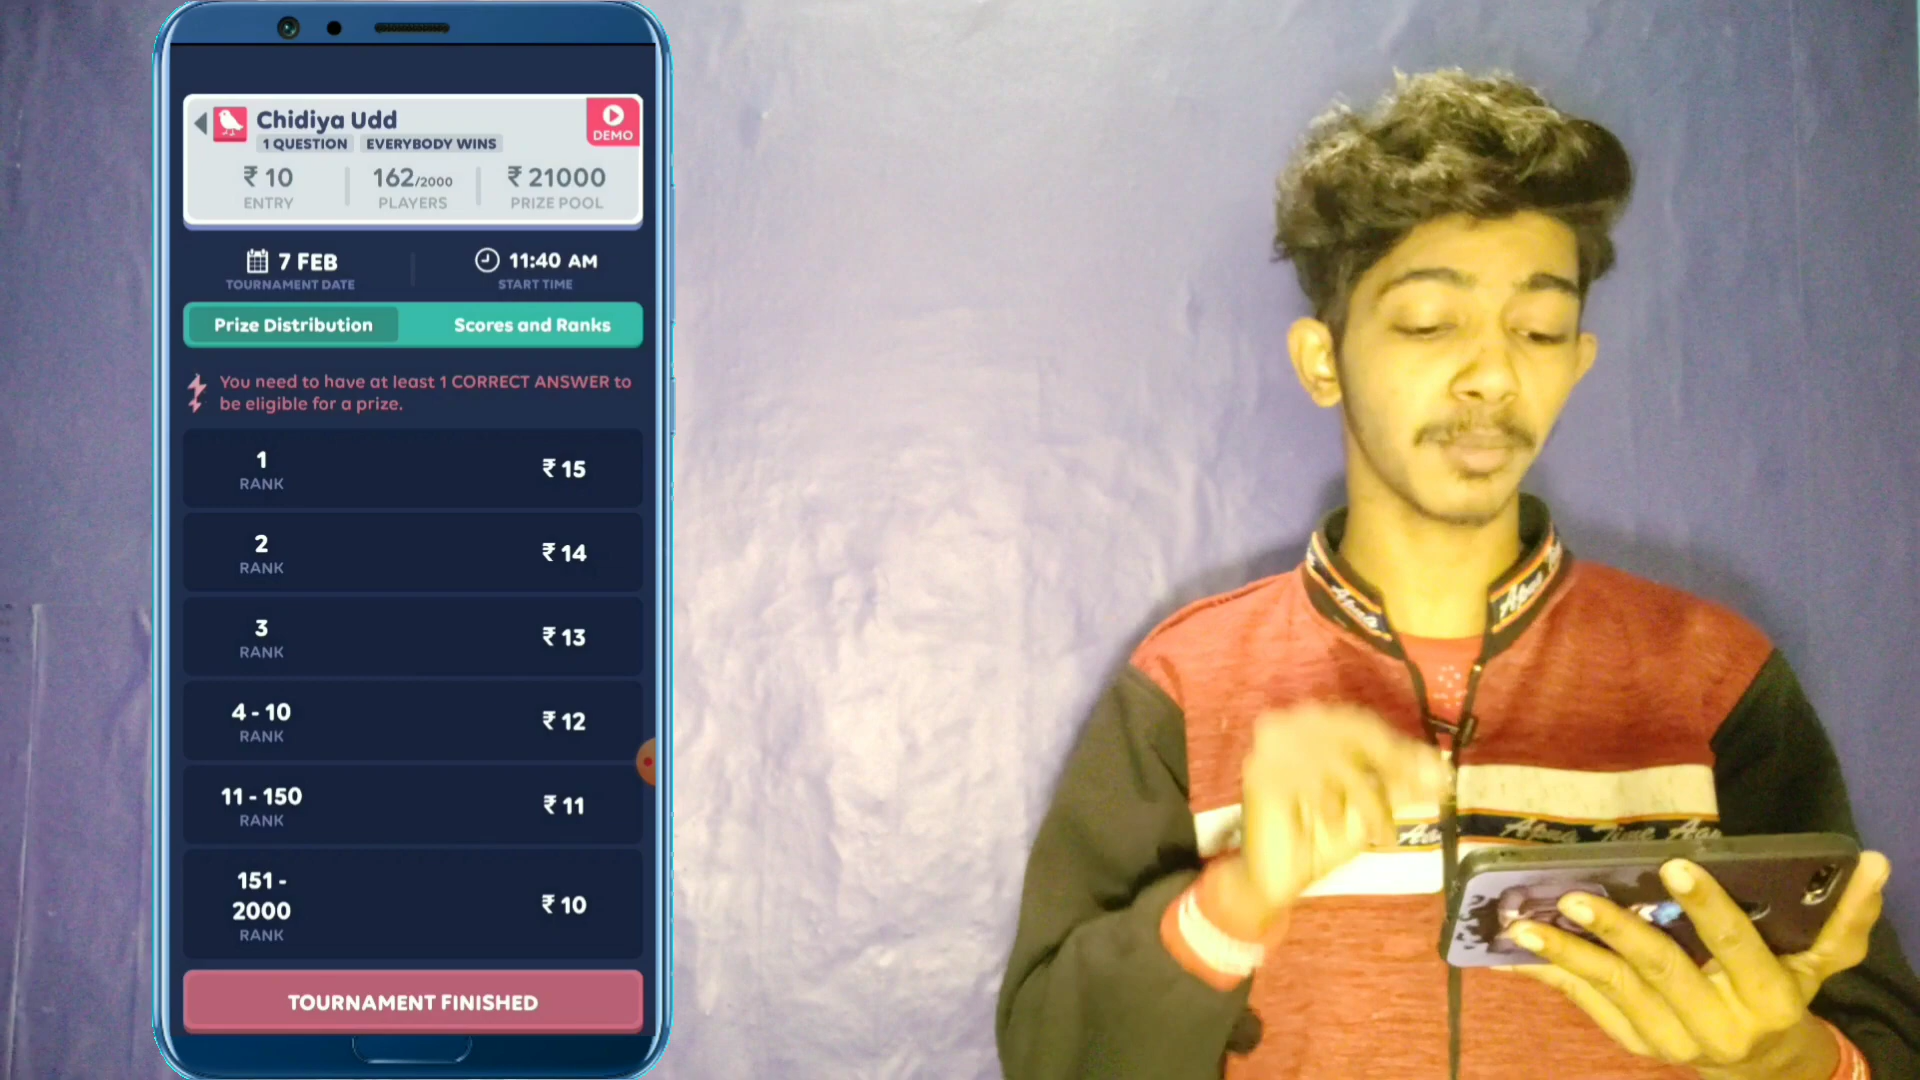 Chidiya Udd
1 QUESTION EVERYBODY WINS
DEMO
₹ 10
ENTRY
162/2000
PLAYERS
₹ 21000
PRIZE POOL
7 FEB
TOURNAMENT DATE
11:40 AM
START TIME
Prize Distribution
Scores and Ranks
You need to have at least 1 CORRECT ANSWER to
be eligible for a prize.
1
RANK
₹ 15
2
RANK
₹ 14
3
RANK
₹ 13
4 - 10
RANK
₹ 12
11 - 150
RANK
₹ 11
151 -
2000
RANK
₹ 10
TOURNAMENT FINISHED
Apna Time Aa